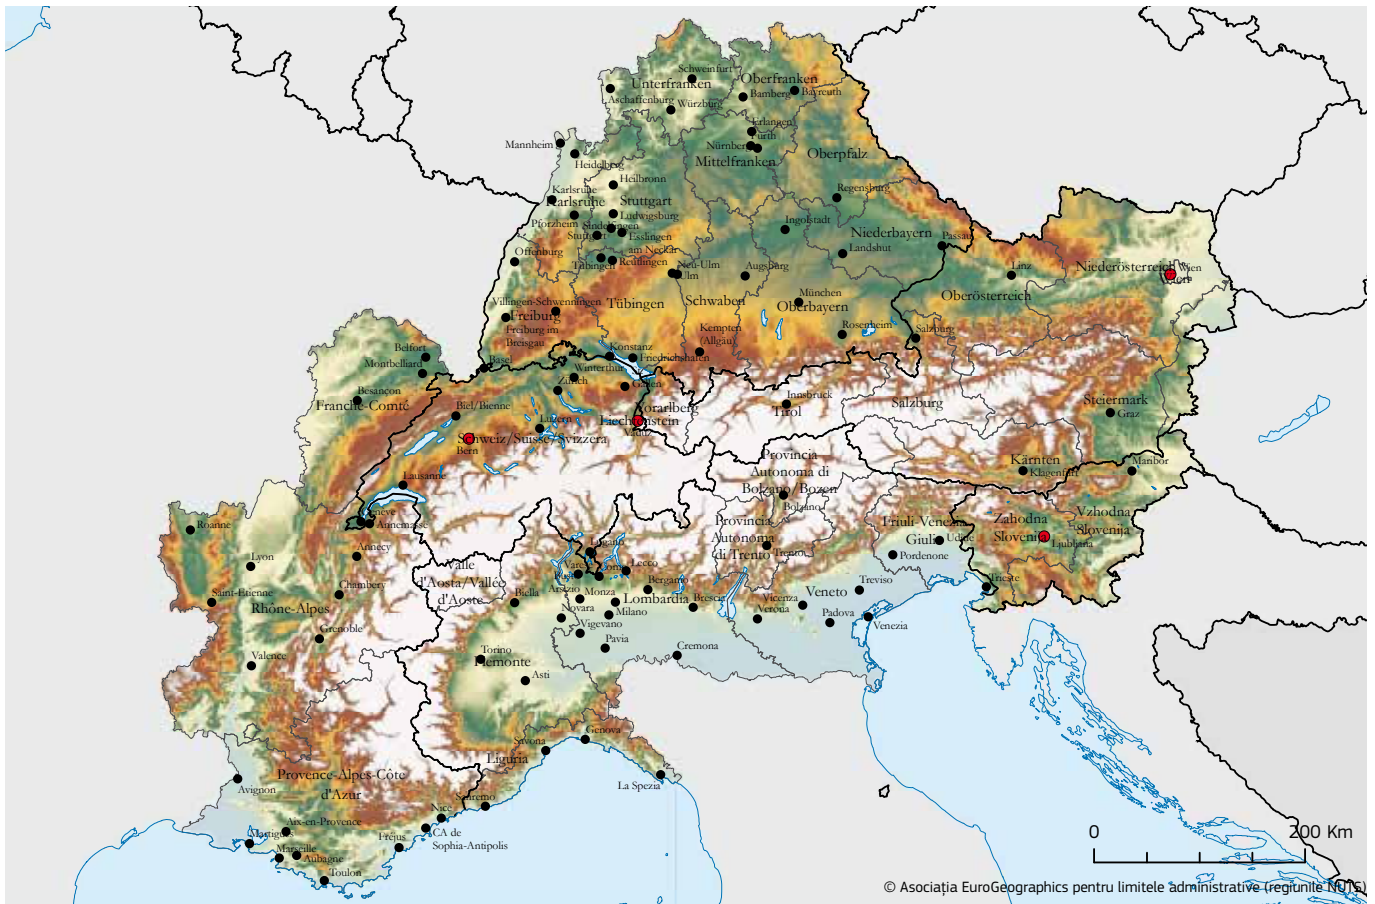 Schweinfurt
Unterfranken
Oberfranken
Aschaffenburg
Würzburg
Bamberg
Bayreuth
Erlangen
Fürth
Nürnberg
Mittelfranken
Oberpfalz
Mannheim
Heidelberg
Heilbronn
Karlsruhe
Karlsruhe
Stuttgart
Regensburg
Ludwigsburg
Pforzheim
Sindelfingen
Stuttgart
Esslingen
am Neckar
Ingolstadt
Niederbayern
Passau
Landshut
Offenburg
Tübingen
Reutlingen
Neu-Ulm
Ulm
Augsburg
Linz
Niederösterreich
Wien
Wien
Oberösterreich
Villingen-Schwenningen
Tübingen
Schwaben
München
Oberbayern
Freiburg
Freiburg im
Breisgau
Kempten
(Allgäu)
Rosenheim
Salzburg
Belfort
Montbelliard
Basel
Konstanz
Friedrichshafen
Winterthur
Zürich
Gallen
Besançon
Franche-Comté
Biel/Bienne
Luzern
Vorarlberg
Liechtenstein
Vaduz
Innsbruck
Tirol
Salzburg
Steiermark
Graz
Schweiz/Suisse/Svizzera
Bern
Lausanne
Provincia
Autonoma di
Bolzano/Bozen
Bolzano
Kärnten
Klagenfurt
Maribor
Roanne
Genève
Annemasse
Annecy
Lyon
Provincia
Autonoma
di Trento
Trento
Friuli-Venezia
Giulia
Udine
Pordenone
Zahodna
Slovenija
Ljubljana
Vzhodna
Slovenija
Lugano
Varese
Como
Lecco
Valle
d'Aosta/Vallée
d'Aoste
Biella
Busto
Arsizio
Monza
Bergamo
Lombardia
Brescia
Chambéry
Saint-Etienne
Rhône-Alpes
Grenoble
Valence
Novara
Milano
Vigevano
Pavia
Cremona
Vicenza
Verona
Veneto
Treviso
Padova
Venezia
Trieste
Torino
Piemonte
Asti
Genova
Savona
Liguria
La Spezia
Sanremo
Provence-Alpes-Côte
d'Azur
Avignon
Nice
Aix-en-Provence
Martigues
Fréjus
CA de
Sophia-Antipolis
Marseille
Aubagne
Toulon
0
200 Km
© Asociația EuroGeographics pentru limitele administrative (regiunile NUTS)